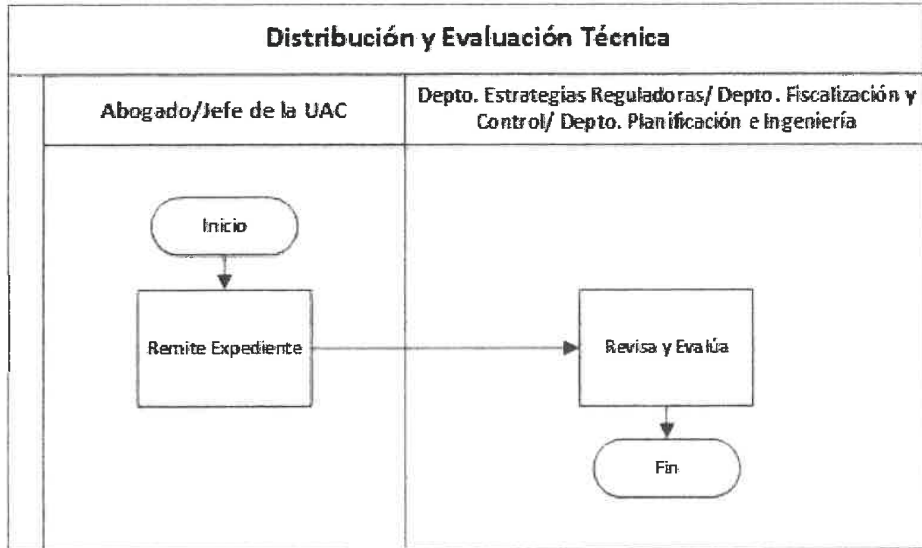 Distribución y Evaluación Técnica
Abogado/Jefe de la UAC
Depto. Estrategias Reguladoras/ Depto. Fiscalización y
Control/ Depto. Planificación e Ingeniería
Inicio
Remite Expediente
Revisa y Evalúa
Fin